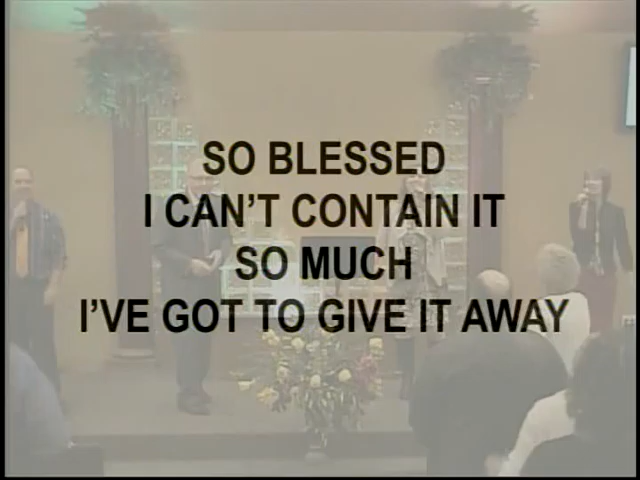 SO BLESSED
I CAN'T CONTAIN IT
SO MUCH
I'VE GOT TO GIVE IT AWAY